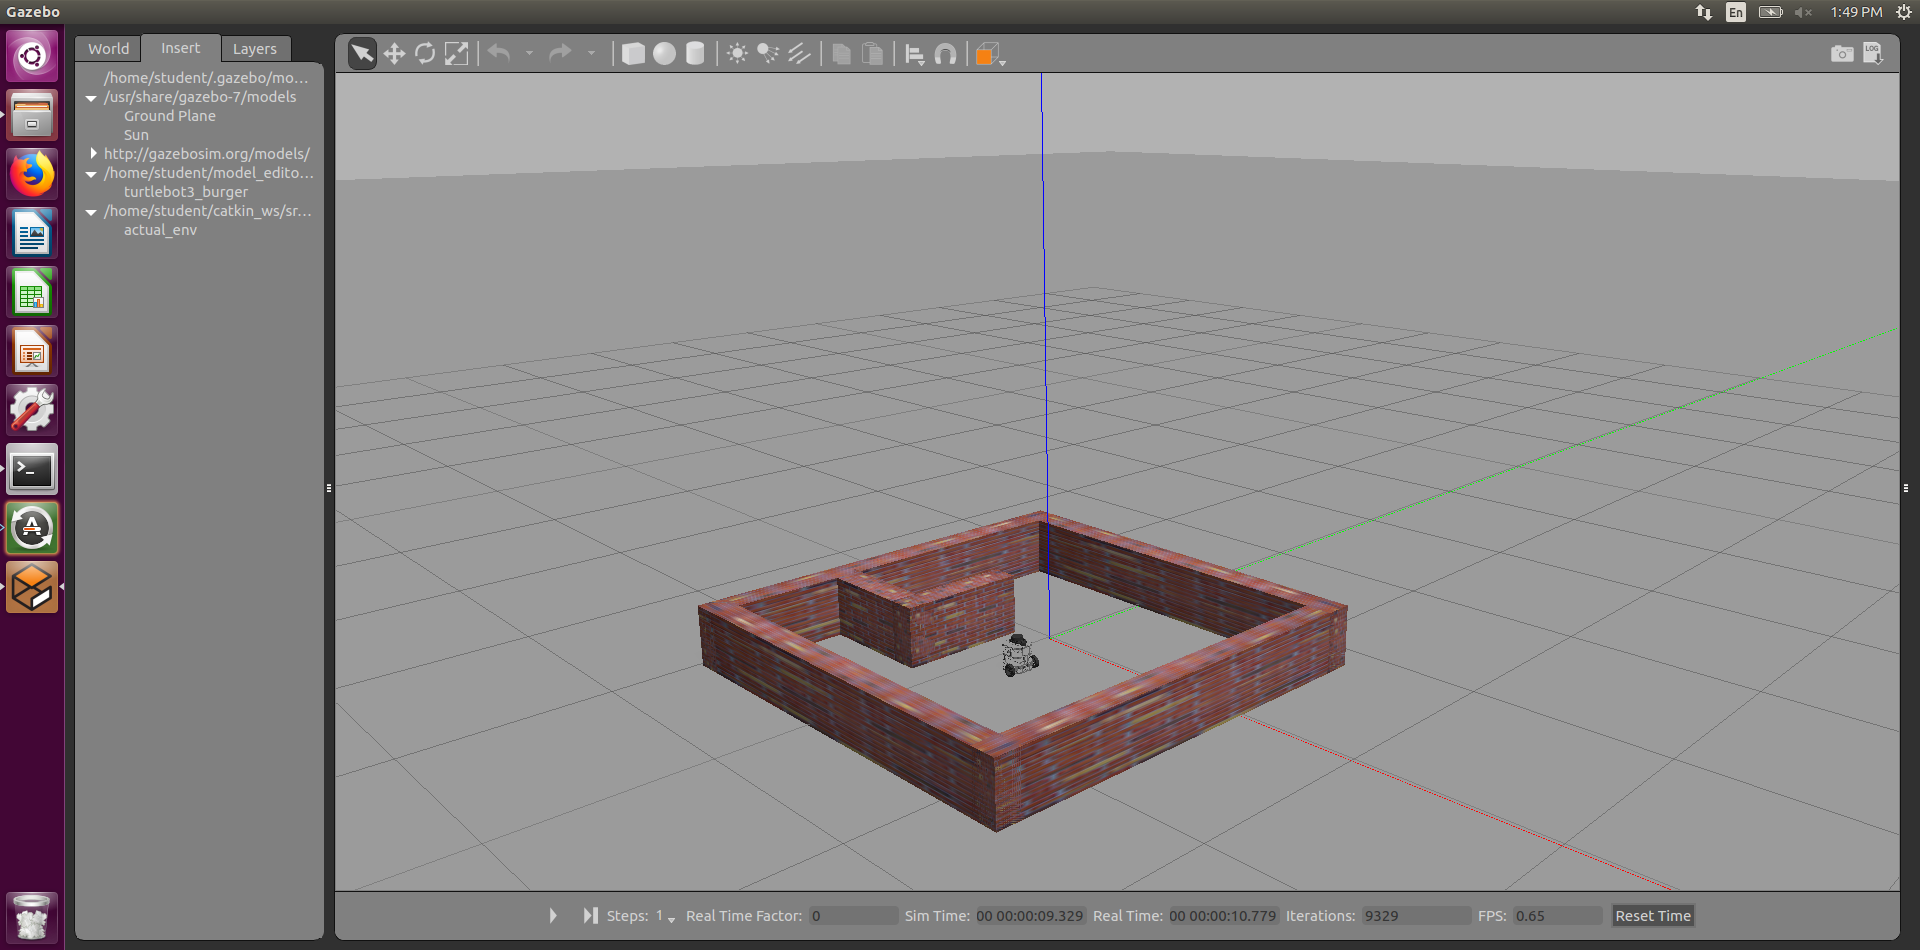 Gazebo
En
1:49 PM
World Insert Layers
LOG
/home/student/.gazebo/mo...
/usr/share/gazebo-7/models
Ground Plane
Sun
http://gazebosim.org/models/
/home/student/model_edito...
turtlebot3_burger
/home/student/catkin_ws/sr...
actual_env
Steps: 1 Real Time Factor: 0 Sim Time: 00 00:00:09.329 Real Time: 00 00:00:10.779 Iterations: 9329 FPS: 0.65 Reset Time